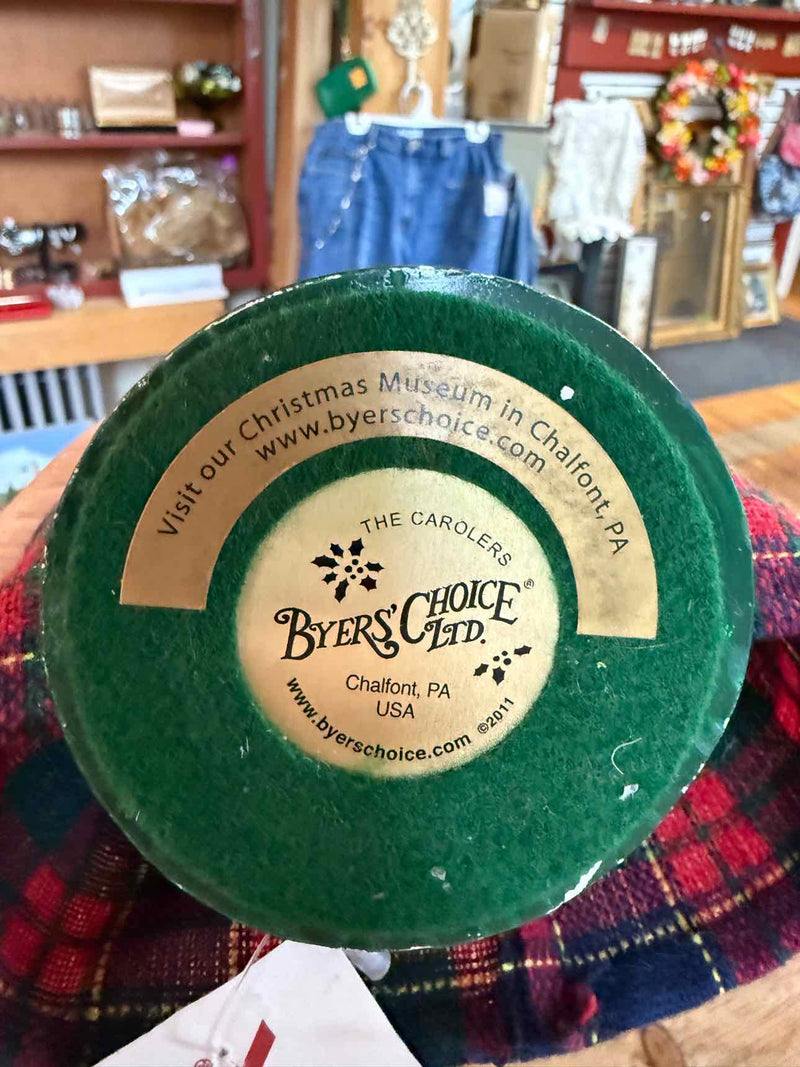 Visit our Christmas Museum in Chalfont, PA
www.byerschoice.com
THE CAROLERS
BYERS' CHOICE®
LTD.
Chalfont, PA
USA
www.byerschoice.com ©2011